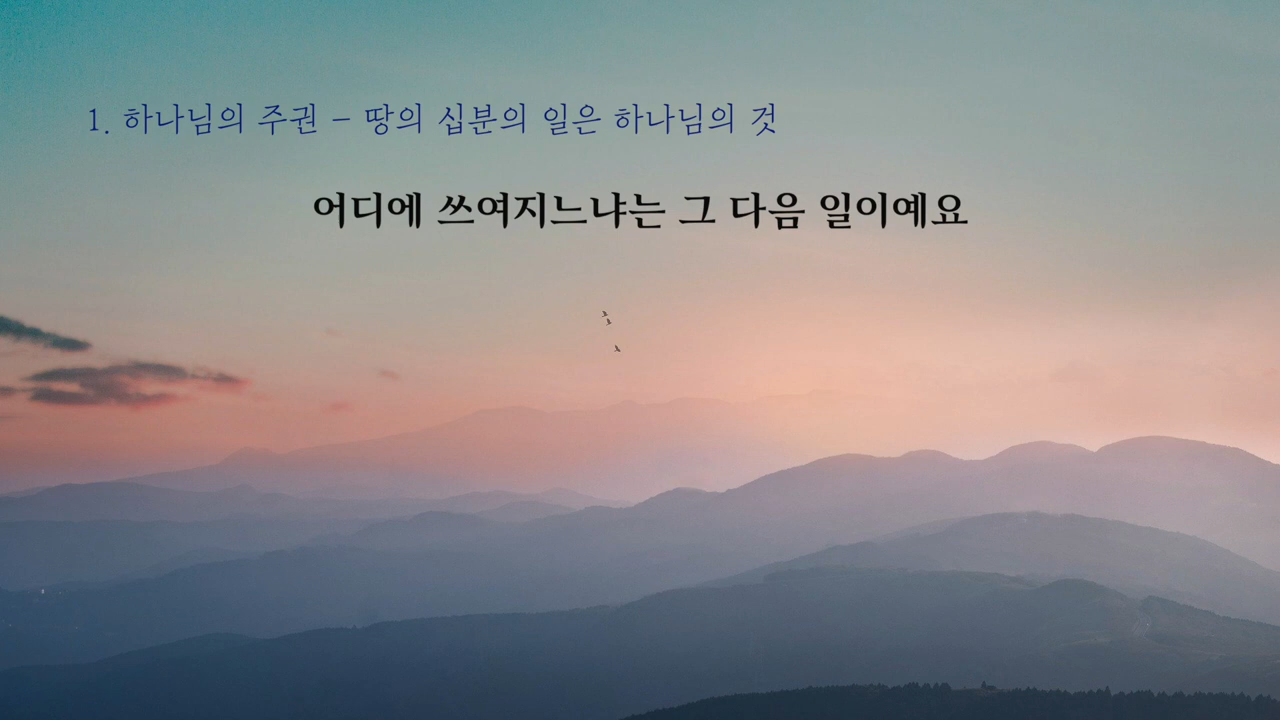 1. 하나님의 주권 - 땅의 십분의 일은 하나님의 것
어디에 쓰여지느냐는 그 다음 일이예요